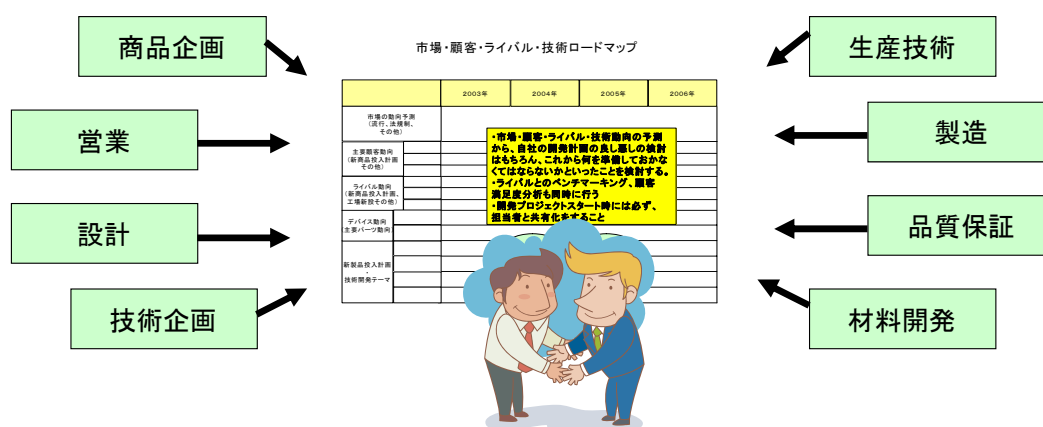 商品企画
営業
設計
技術企画
市場・顧客・ライバル・技術ロードマップ
2003年 2004年 2005年 2006年
市場の動向予測
(流行、法規制、
その他)
主要顧客動向
(新商品投入計画
その他)
ライバル動向
(新商品投入計画、
工場新設その他)
デバイス動向
主要パーツ動向
新製品投入計画
・
技術開発テーマ
・市場・顧客・ライバル・技術動向の予測
から、自社の開発計画の良し悪しの検討
はもちろん、これから何を準備しておかな
くてはならないかといったことを検討する。
・ライバルとのベンチマーキング、顧客
満足度分析も同時に行う
・開発プロジェクトスタート時には必ず、
担当者と共有化をすること
生産技術
製造
品質保証
材料開発